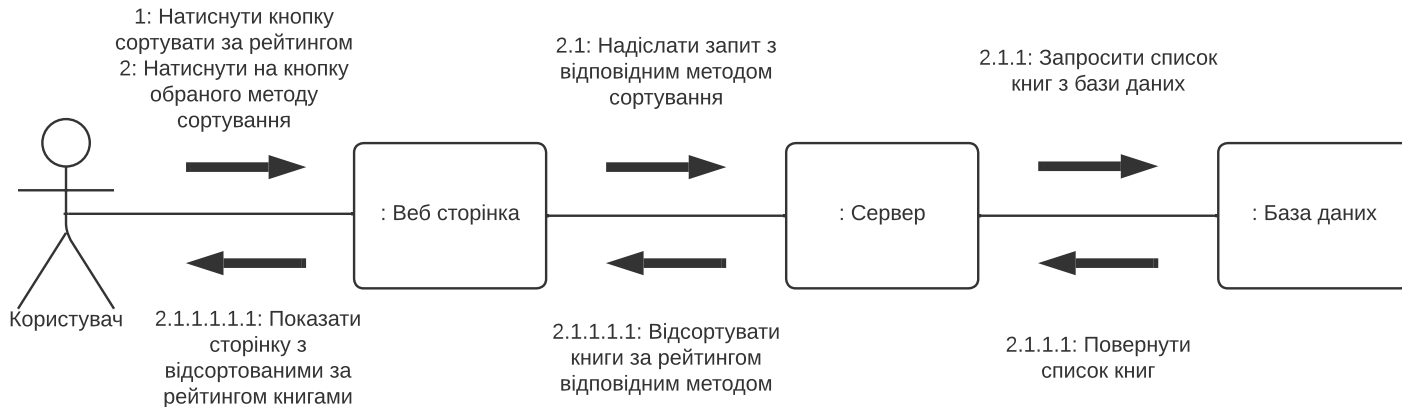 1: Натиснути кнопку
сортувати за рейтингом
2: Натиснути на кнопку
обраного методу
сортування
2.1: Надіслати запит з
відповідним методом
сортування
2.1.1: Запросити список
книг з бази даних
: Веб сторінка
: Сервер
: База даних
Користувач
2.1.1.1.1.1: Показати
сторінку з
відсортованими за
рейтингом книгами
2.1.1.1.1: Відсортувати
книги за рейтингом
відповідним методом
2.1.1.1: Повернути
список книг